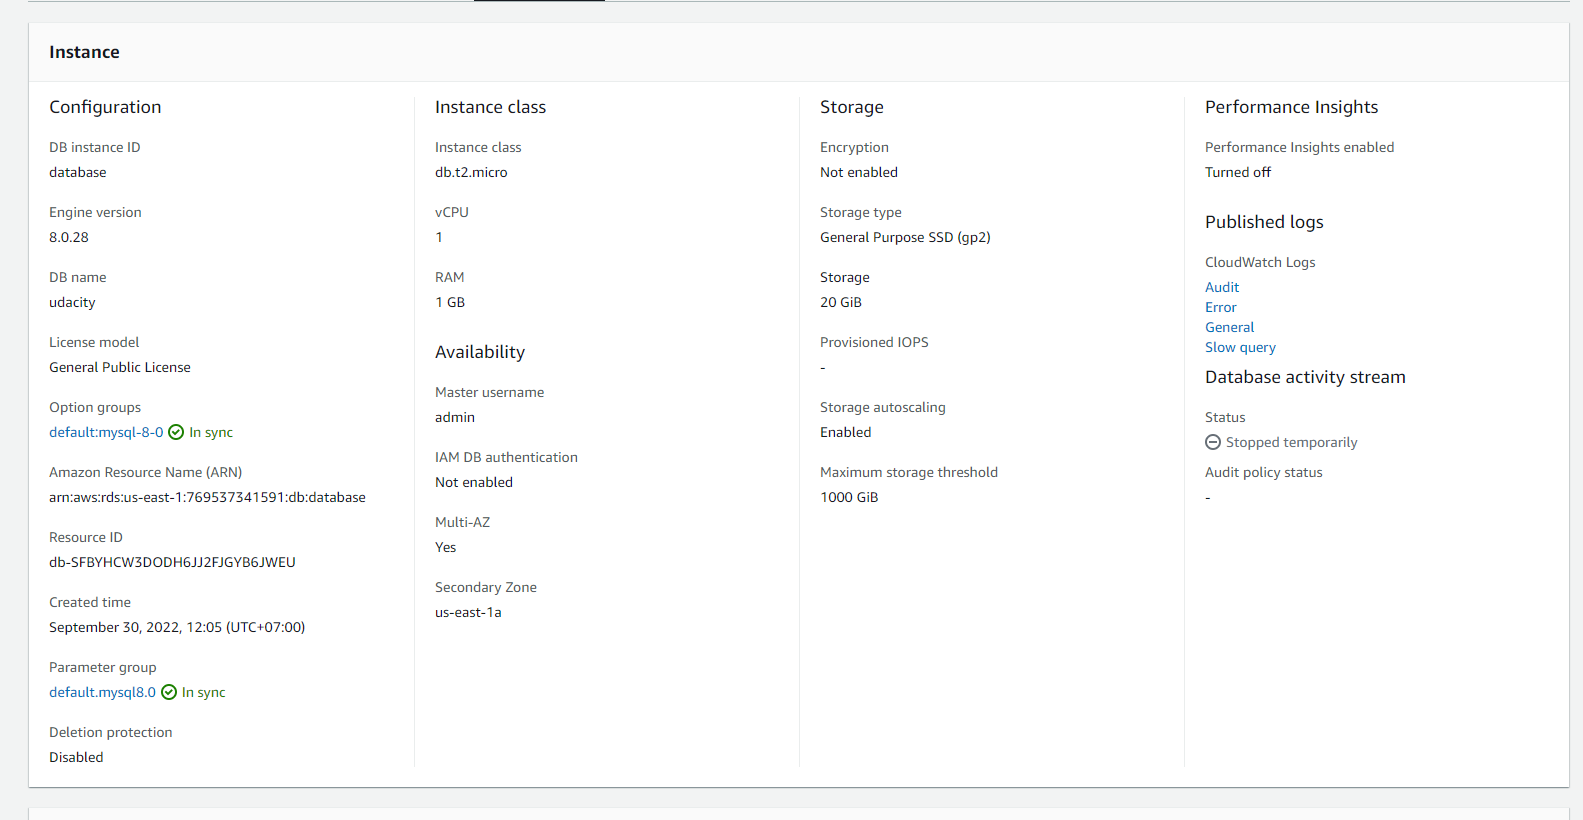 Instance
Configuration
DB instance ID
database
Engine version
8.0.28
DB name
udacity
License model
General Public License
Option groups
default:mysql-8-0 In sync
Amazon Resource Name (ARN)
arn:aws:rds:us-east-1:769537341591:db:database
Resource ID
db-SFBYHCW3DODH6JJ2FJGYB6JWEU
Created time
September 30, 2022, 12:05 (UTC+07:00)
Parameter group
default.mysql8.0 In sync
Deletion protection
Disabled
Instance class
Instance class
db.t2.micro
vCPU
1
RAM
1 GB
Availability
Master username
admin
IAM DB authentication
Not enabled
Multi-AZ
Yes
Secondary Zone
us-east-1a
Storage
Encryption
Not enabled
Storage type
General Purpose SSD (gp2)
Storage
20 GiB
Provisioned IOPS
-
Storage autoscaling
Enabled
Maximum storage threshold
1000 GiB
Performance Insights
Performance Insights enabled
Turned off
Published logs
CloudWatch Logs
Audit
Error
General
Slow query
Database activity stream
Status
Stopped temporarily
Audit policy status
-